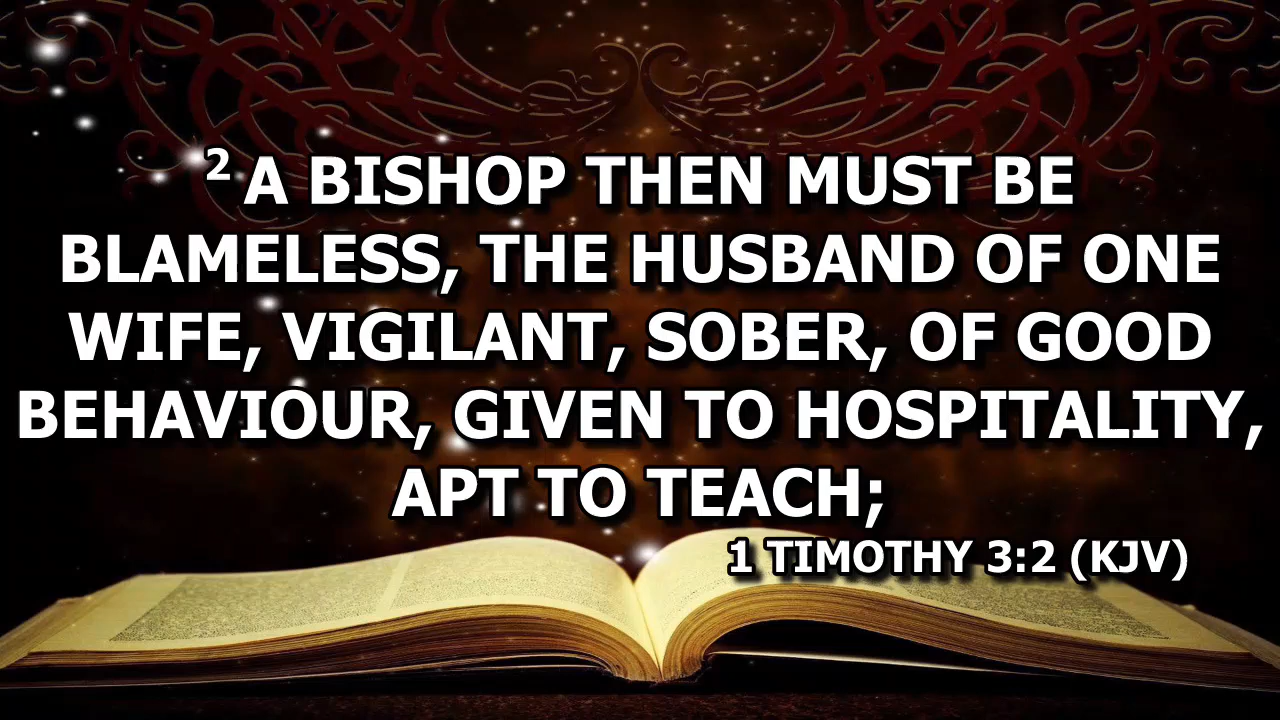 2 A BISHOP THEN MUST BE
BLAMELESS, THE HUSBAND OF ONE
WIFE, VIGILANT, SOBER, OF GOOD
BEHAVIOUR, GIVEN TO HOSPITALITY,
APT TO TEACH;
1 TIMOTHY 3:2 (KJV)